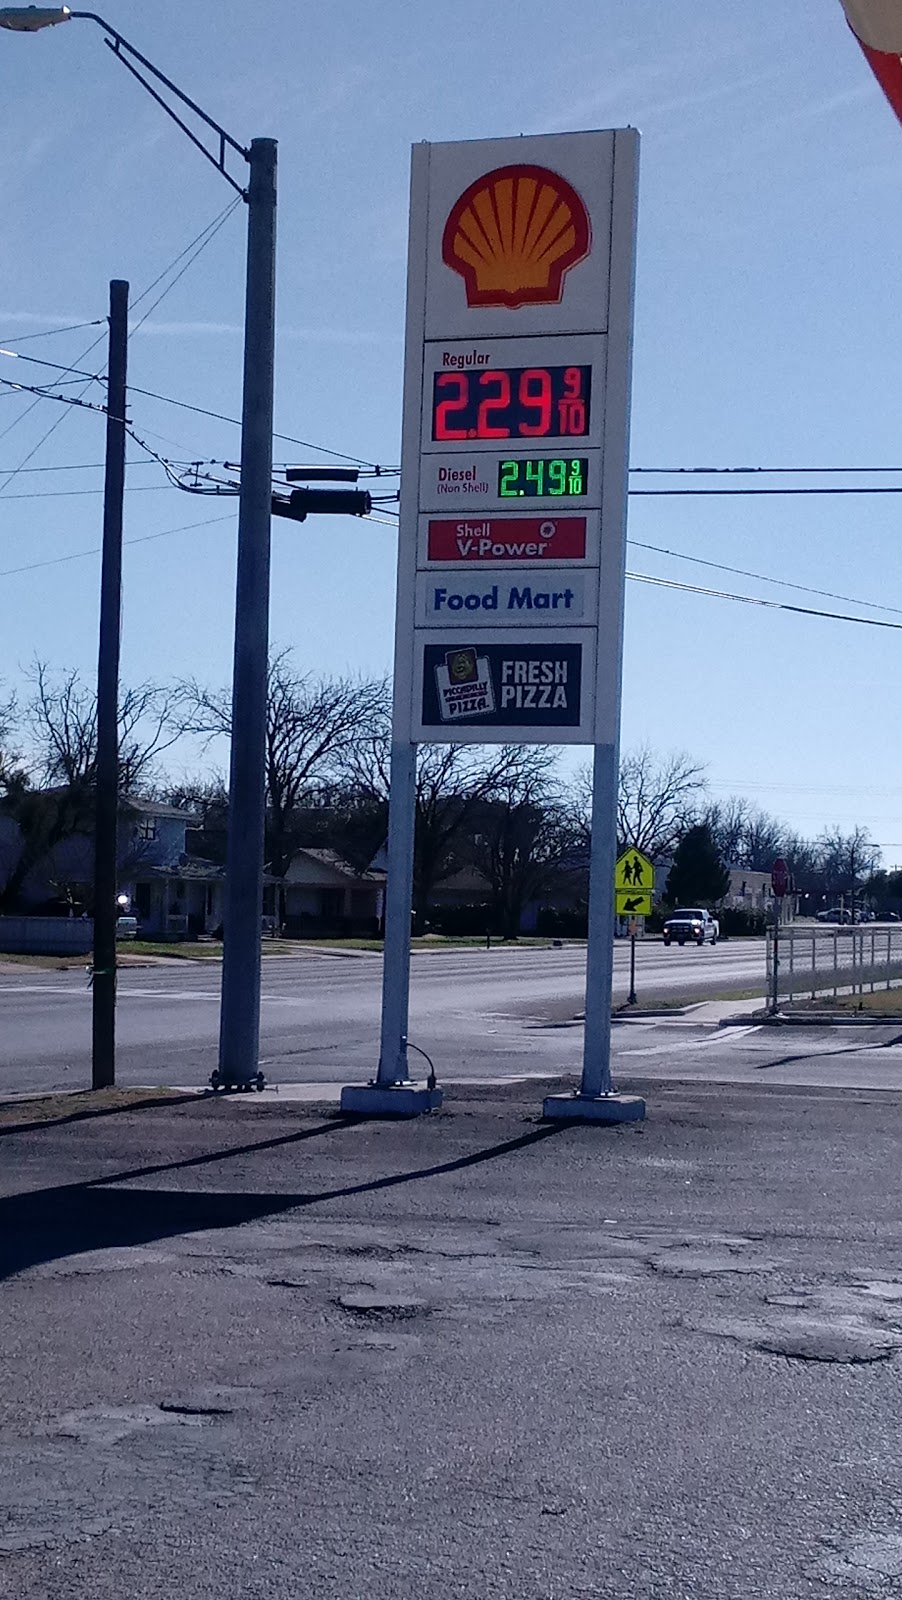 Regular
2.29 9/10
Diesel
(Non Shell)
2.49 9/10
Shell
V-Power
Food Mart
PICCADILLY
PIZZA
FRESH
PIZZA